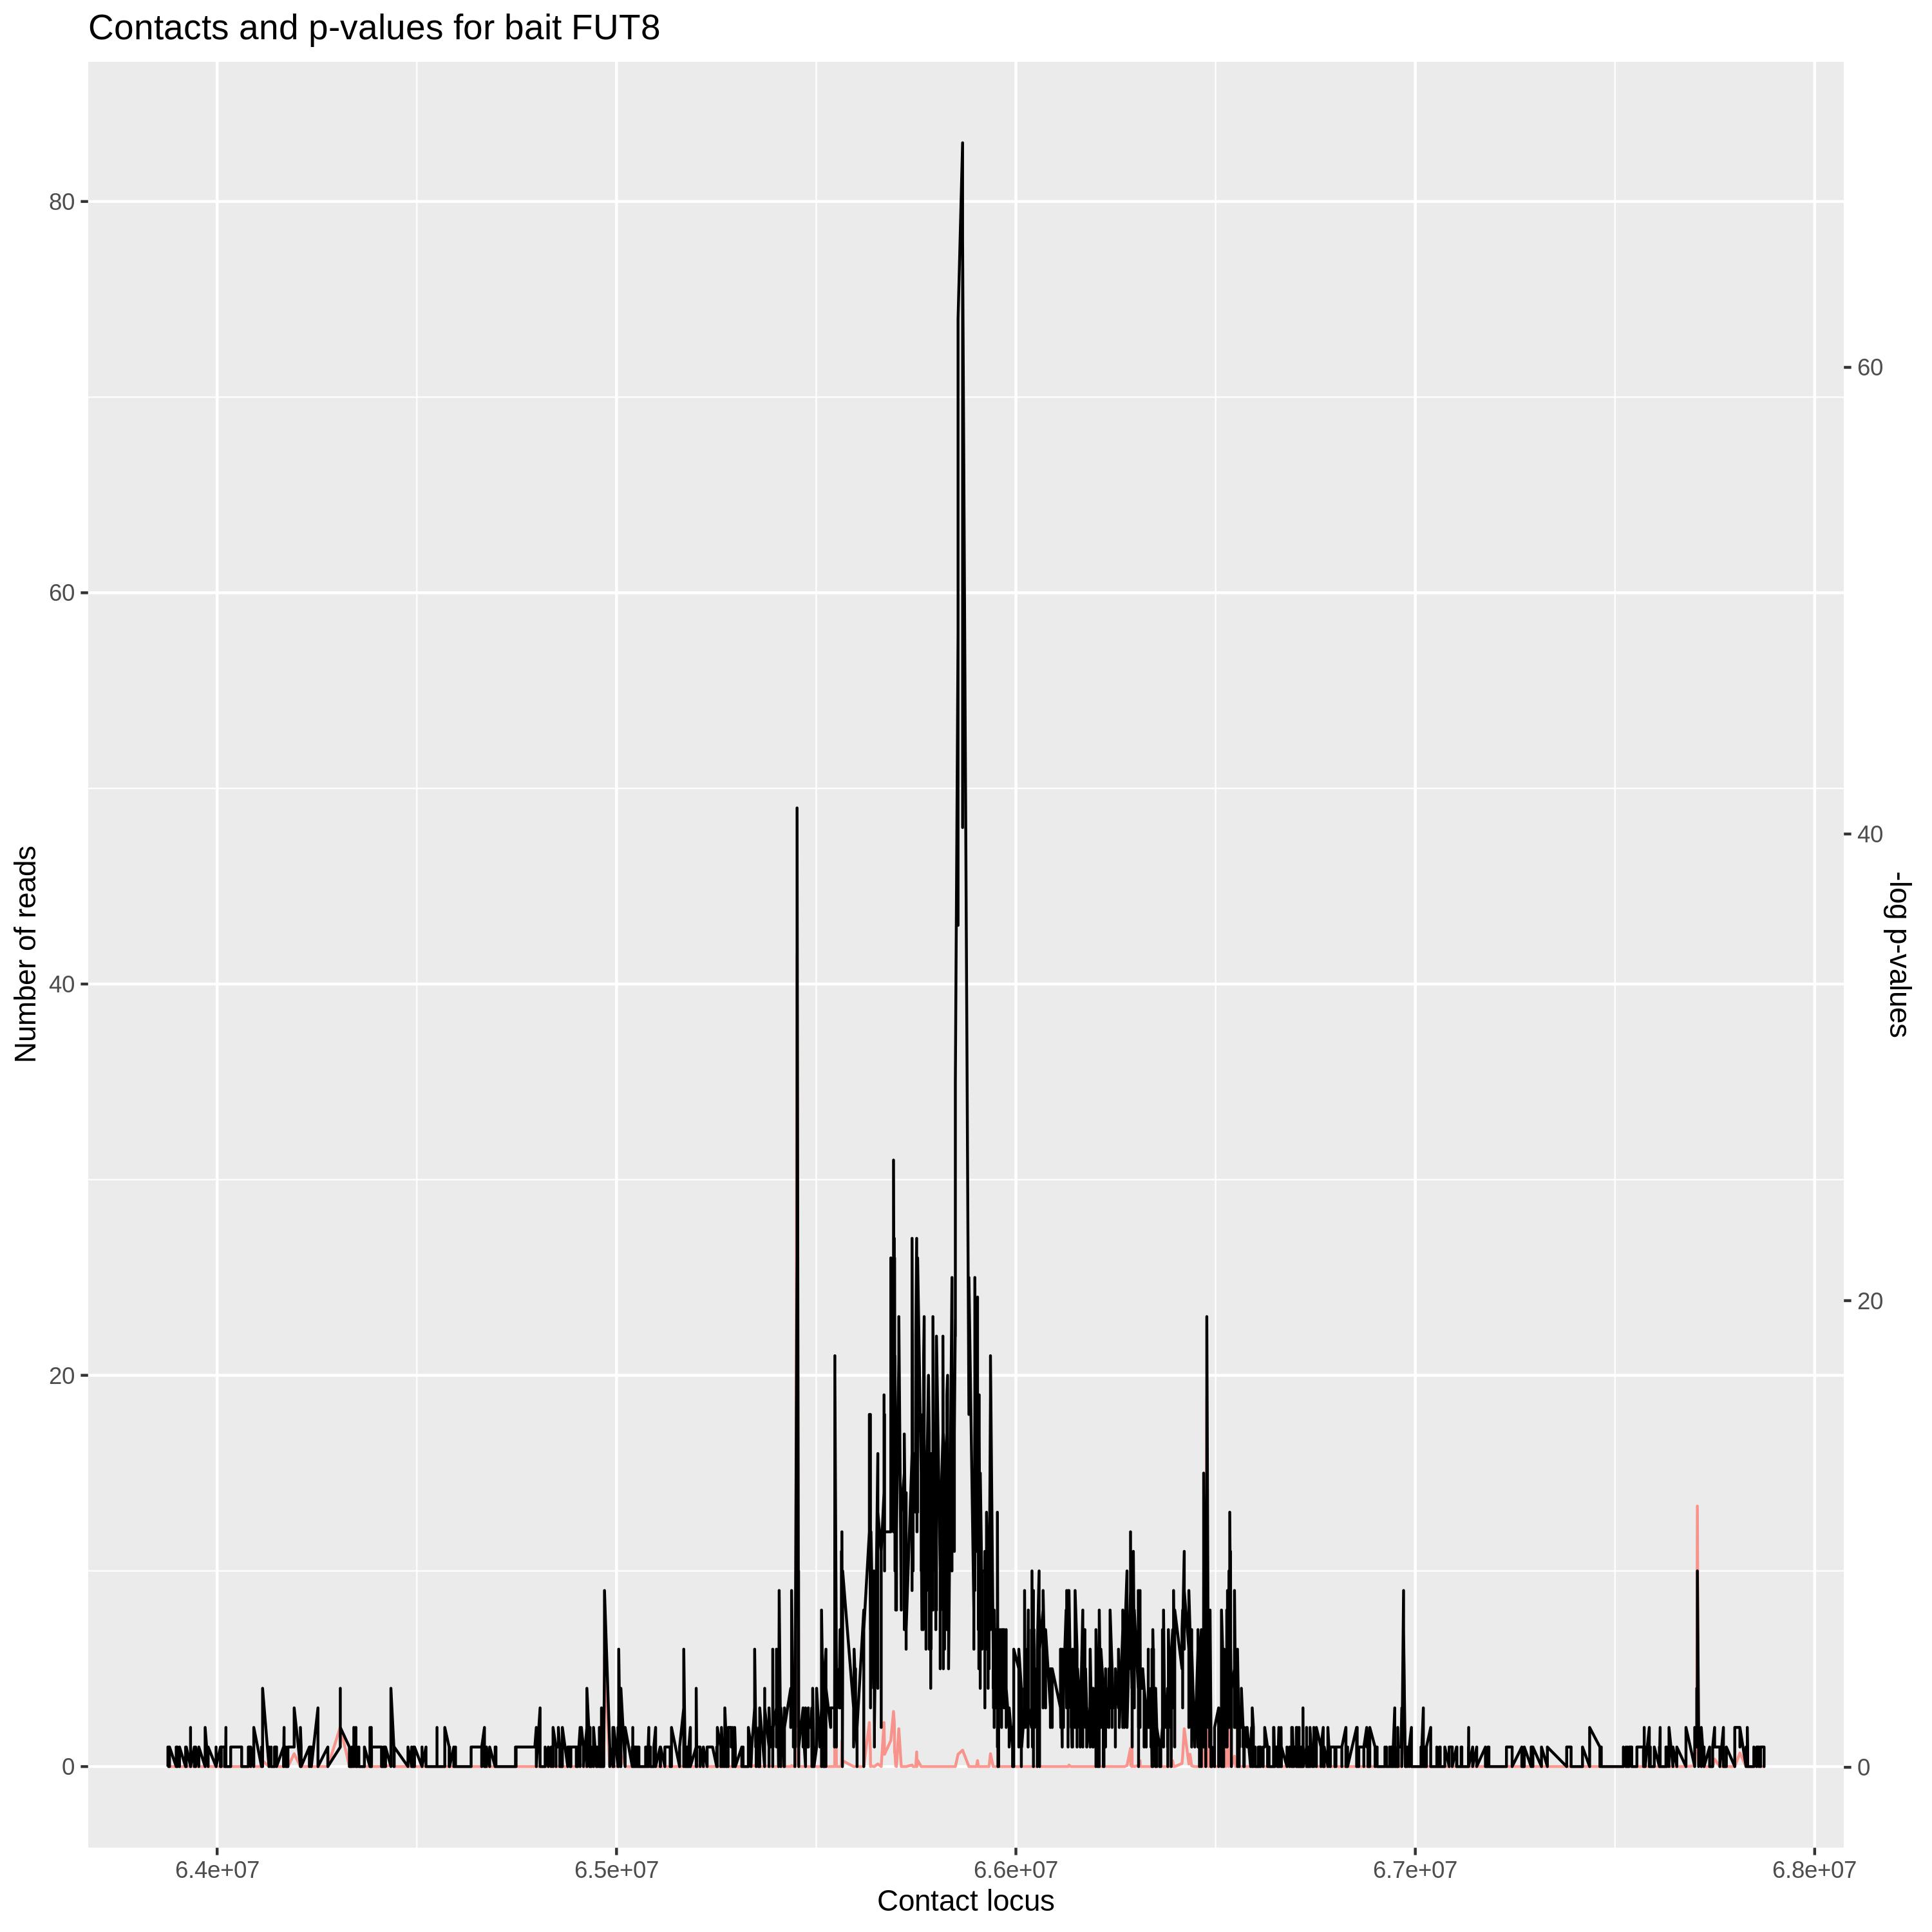 Contacts and p-values for bait FUT8
80
60
40
20
0
Number of reads
60
40
20
0
-log p-values
6.4e+07 6.5e+07 6.6e+07 6.7e+07 6.8e+07
Contact locus